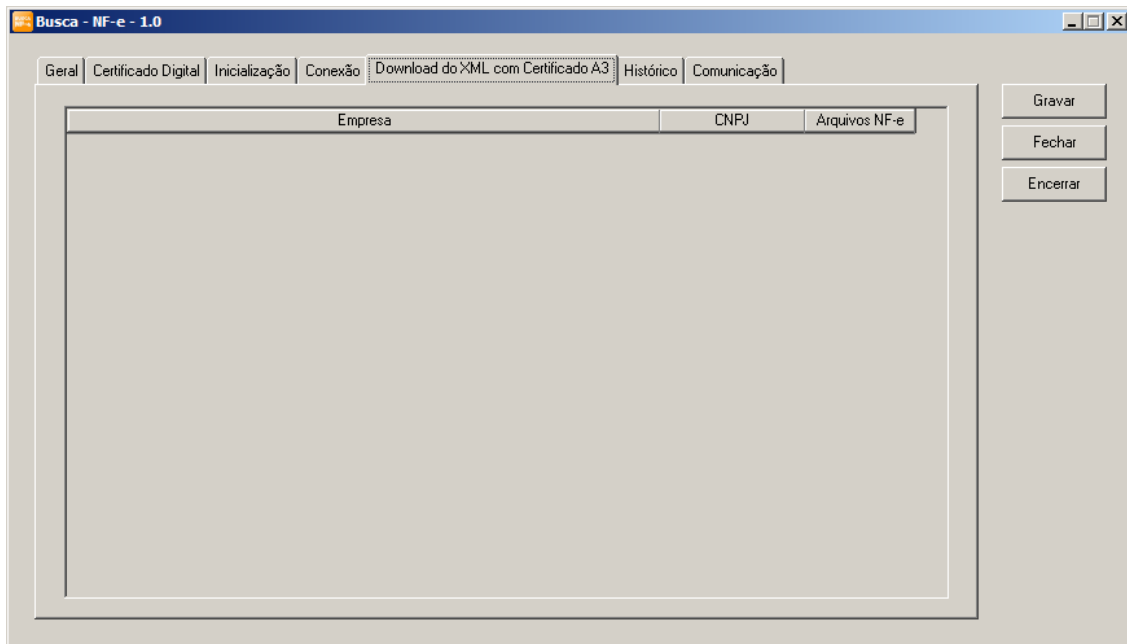 Busca - NF-e - 1.0
Geral Certificado Digital Inicialização Conexão Download do XML com Certificado A3 Histórico Comunicação
Empresa CNPJ Arquivos NF-e
Gravar
Fechar
Encerrar